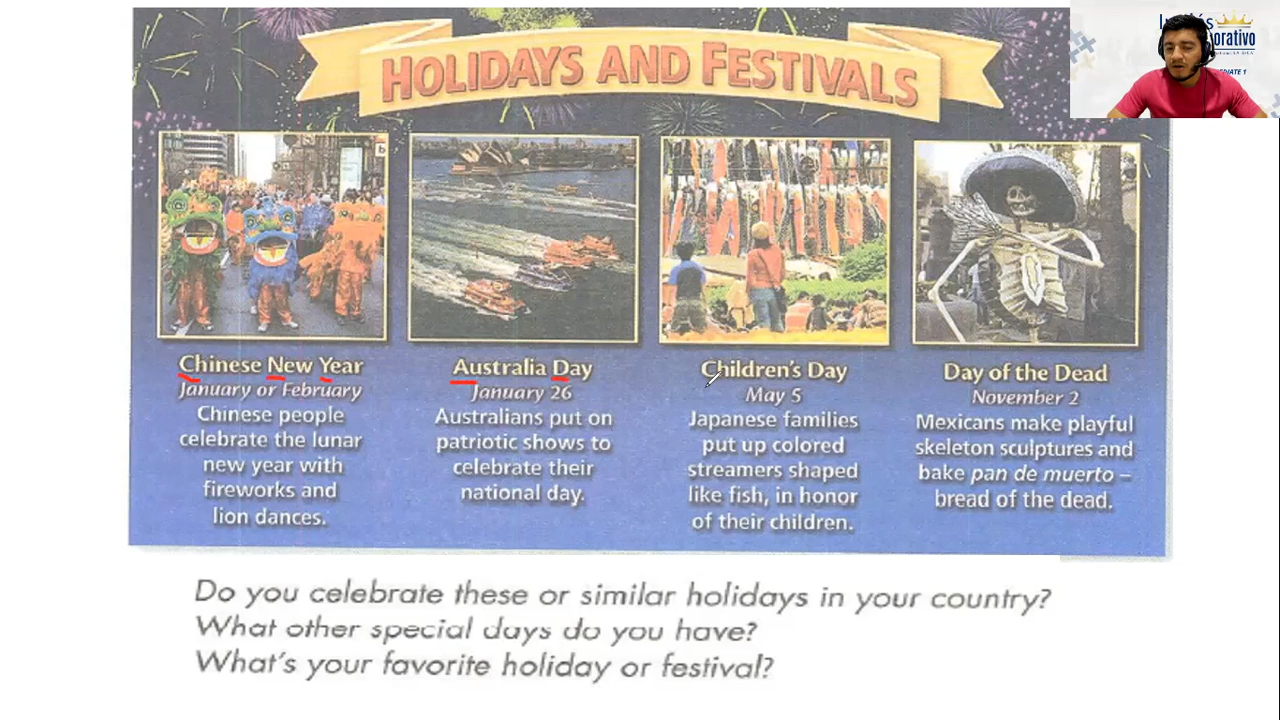 HOLIDAYS AND FESTIVALS
Chinese New Year
January or February
Chinese people
celebrate the lunar
new year with
fireworks and
lion dances.
Australia Day
January 26
Australians put on
patriotic shows to
celebrate their
national day.
Children's Day
May 5
Japanese families
put up colored
streamers shaped
like fish, in honor
of their children.
Day of the Dead
November 2
Mexicans make playful
skeleton sculptures and
bake pan de muerto –
bread of the dead.
Do you celebrate these or similar holidays in your country?
What other special days do you have?
What's your favorite holiday or festival?